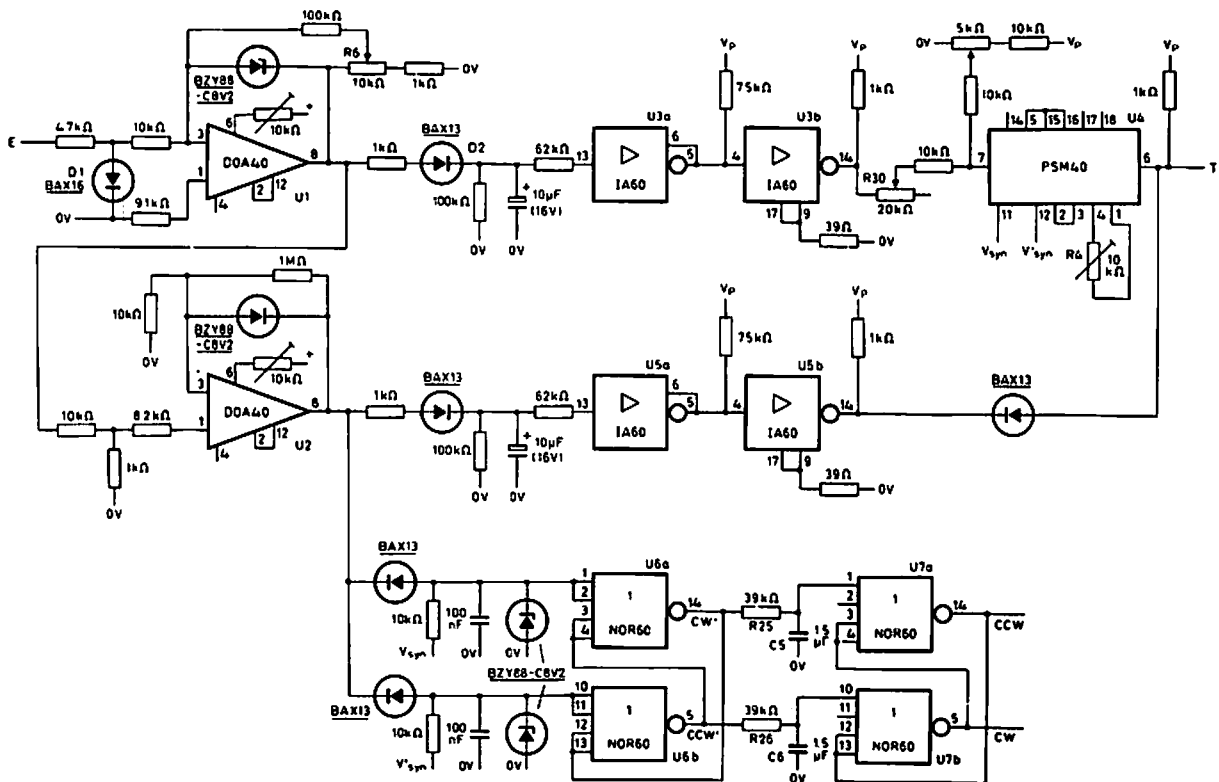 100kΩ
R6
10kΩ
1kΩ
0V
BZY88
-C8V2
10kΩ
+
E
4.7kΩ
10kΩ
D1
BAX16
0V
91kΩ
3
6
1
DOA40
8
2
12
4
U1
1kΩ
BAX13
D2
100kΩ
0V
+
10µF
(16V)
0V
62kΩ
13
U3a
6
5
IA60
Vp
75kΩ
4
U3b
14
IA60
17
9
39Ω
0V
Vp
1kΩ
R30
20kΩ
10kΩ
0V
5kΩ
10kΩ
Vp
10kΩ
14
5
15
16
17
18
U4
7
PSM40
6
11
12
2
3
4
1
Vsyn
V'syn
R4
10
kΩ
Vp
1kΩ
T
1MΩ
10kΩ
0V
BZY88
-C8V2
10kΩ
+
10kΩ
82kΩ
1kΩ
0V
3
6
1
DOA40
8
2
12
4
U2
1kΩ
BAX13
100kΩ
0V
+
10µF
(16V)
0V
62kΩ
13
U5a
6
5
IA60
Vp
75kΩ
4
U5b
14
IA60
17
9
39Ω
0V
Vp
1kΩ
BAX13
BAX13
10kΩ
Vsyn
100
nF
0V
0V
BZY88-C8V2
1
2
3
4
U6a
1
NOR60
14
CW'
39kΩ
R25
C5
1.5
µF
0V
1
2
3
4
U7a
1
NOR60
14
CCW
BAX13
10kΩ
V'syn
100
nF
0V
0V
10
11
12
13
1
NOR60
U6b
5
CCW'
39kΩ
R26
C6
1.5
µF
0V
10
11
12
13
1
NOR60
U7b
5
CW